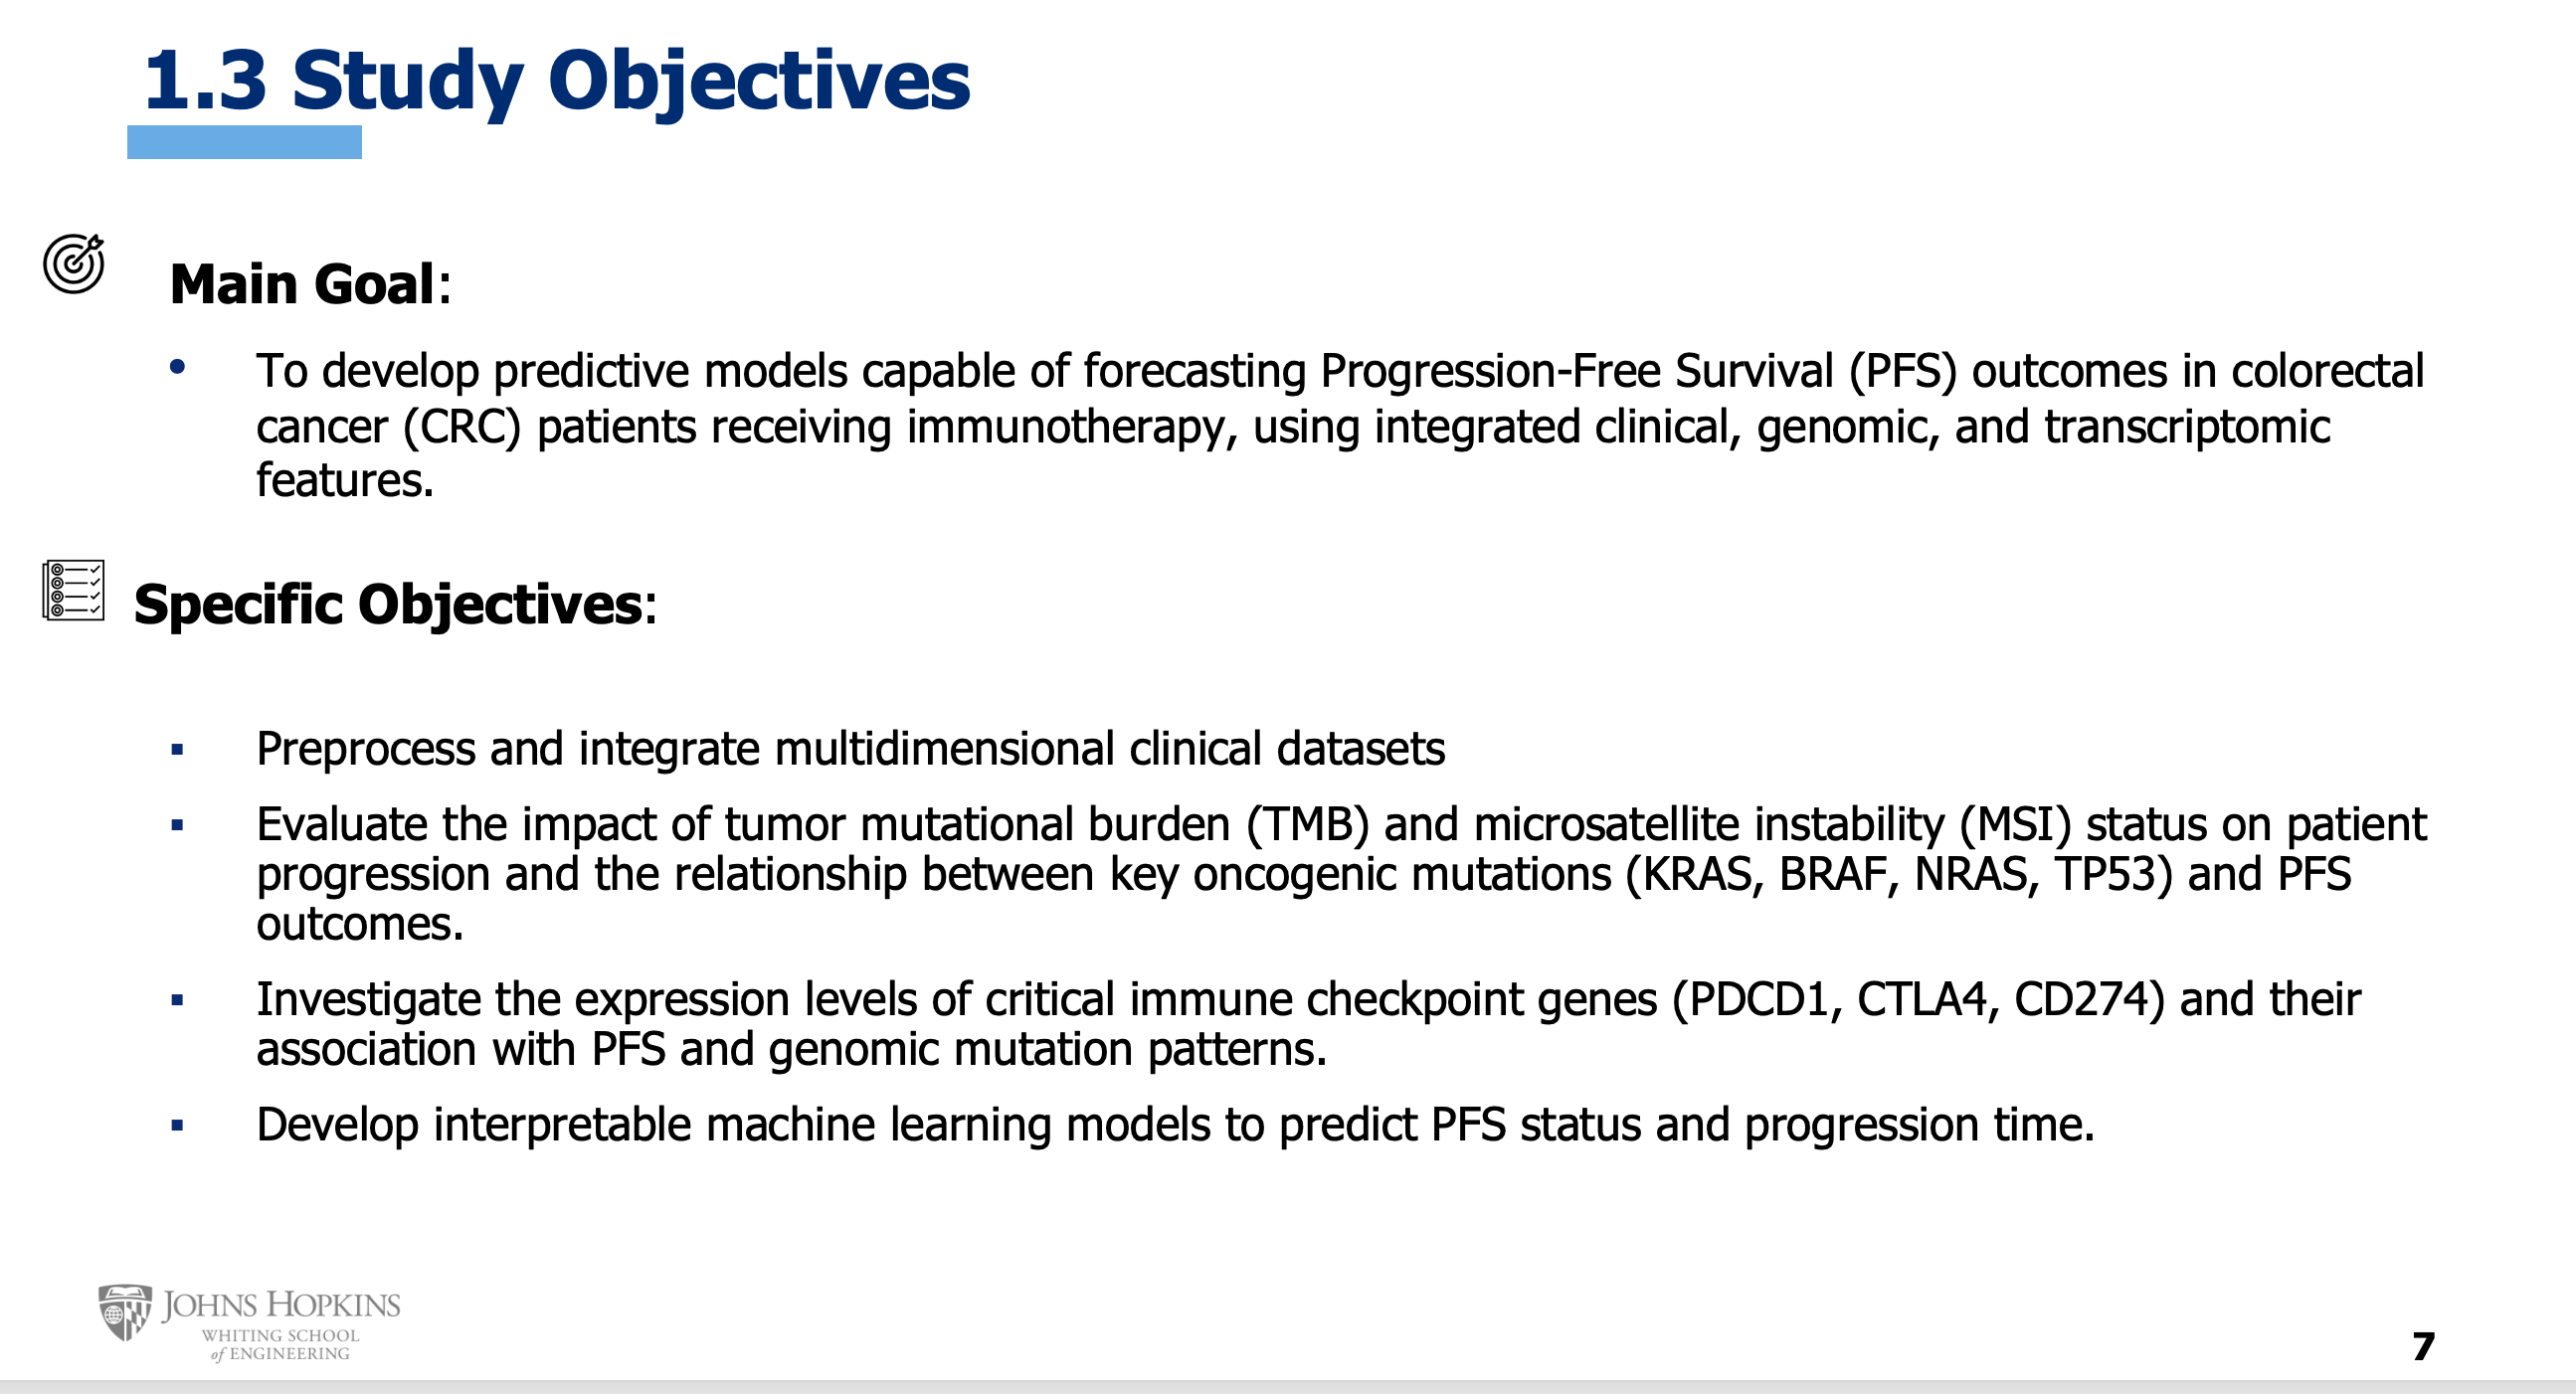 1.3 Study Objectives
Main Goal:
• To develop predictive models capable of forecasting Progression-Free Survival (PFS) outcomes in colorectal
cancer (CRC) patients receiving immunotherapy, using integrated clinical, genomic, and transcriptomic
features.
Specific Objectives:
▪ Preprocess and integrate multidimensional clinical datasets
▪ Evaluate the impact of tumor mutational burden (TMB) and microsatellite instability (MSI) status on patient
progression and the relationship between key oncogenic mutations (KRAS, BRAF, NRAS, TP53) and PFS
outcomes.
▪ Investigate the expression levels of critical immune checkpoint genes (PDCD1, CTLA4, CD274) and their
association with PFS and genomic mutation patterns.
▪ Develop interpretable machine learning models to predict PFS status and progression time.
JOHNS HOPKINS
WHITING SCHOOL
of ENGINEERING
7